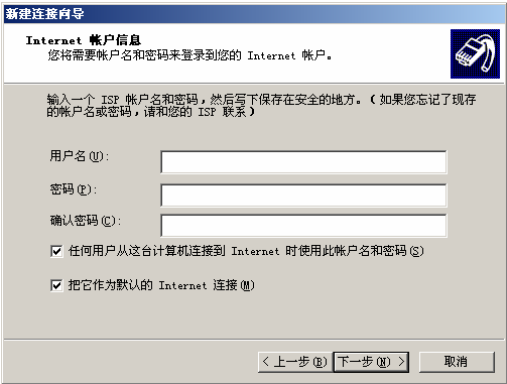 新建连接向导
Internet 帐户信息
您将需要帐户名和密码来登录到您的 Internet 帐户。
输入一个 ISP 帐户名和密码，然后写下保存在安全的地方。（如果您忘记了现存
的帐户名或密码，请和您的 ISP 联系）
用户名(U):
密码(P):
确认密码(C):
任何用户从这台计算机连接到 Internet 时使用此帐户名和密码(S)
把它作为默认的 Internet 连接(M)
< 上一步(B) 下一步(N) > 取消